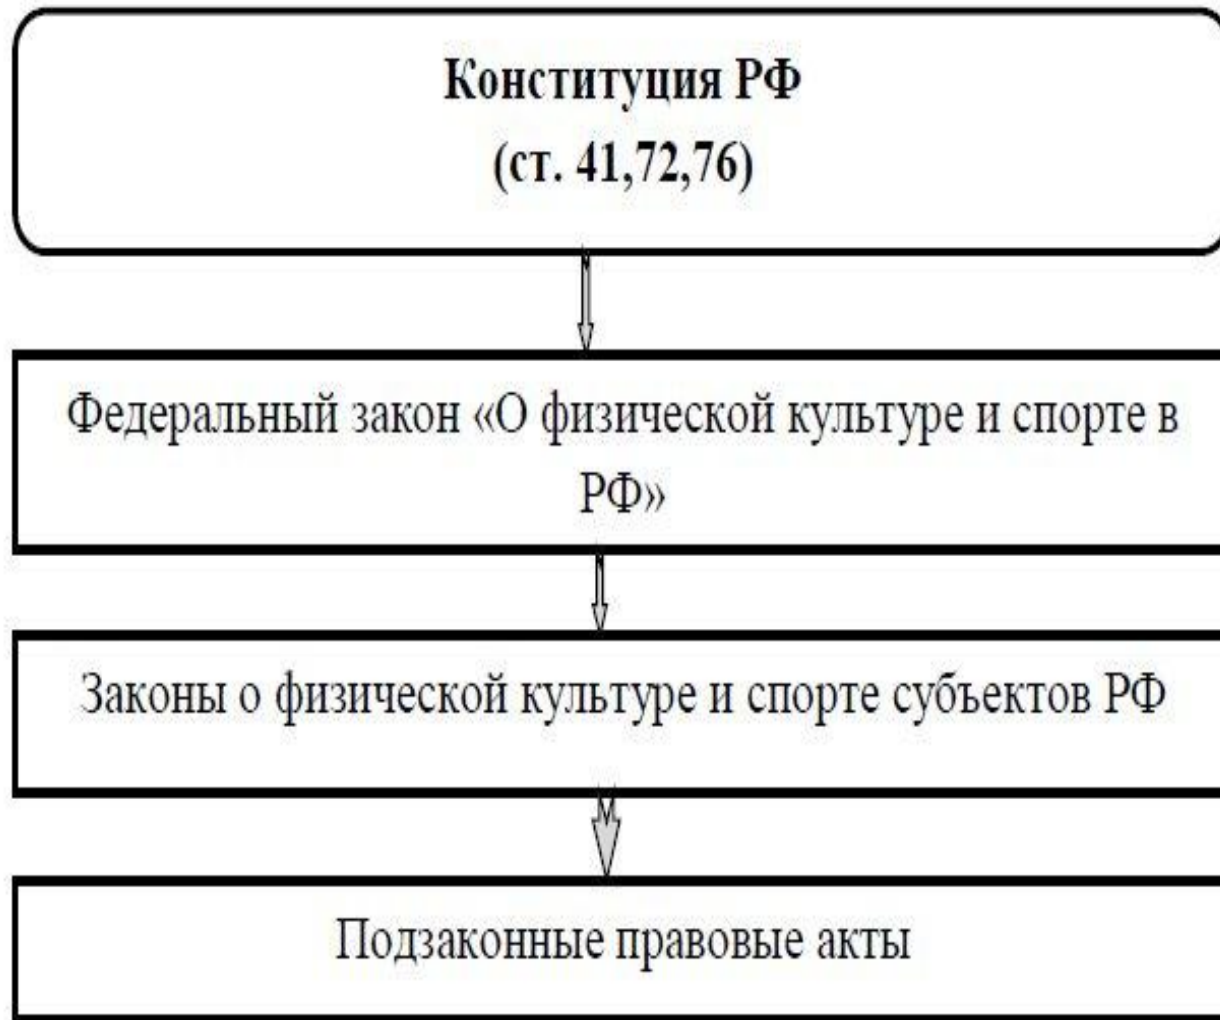 Конституция РФ
(ст. 41,72,76)
Федеральный закон «О физической культуре и спорте в
РФ»
Законы о физической культуре и спорте субъектов РФ
Подзаконные правовые акты